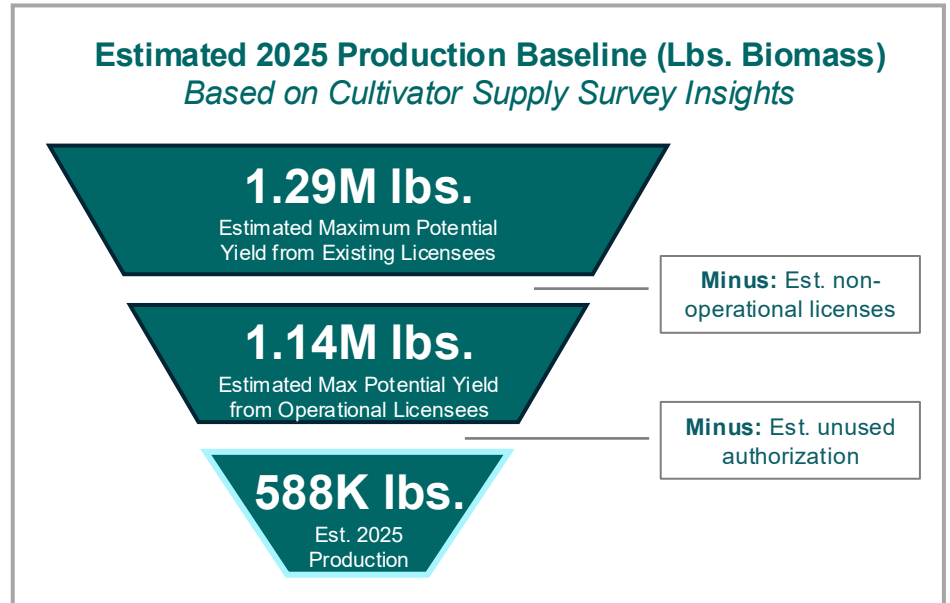 Estimated 2025 Production Baseline (Lbs. Biomass)
Based on Cultivator Supply Survey Insights
1.29M lbs.
Estimated Maximum Potential
Yield from Existing Licensees
Minus: Est. non-
operational licenses
1.14M lbs.
Estimated Max Potential Yield
from Operational Licensees
Minus: Est. unused
authorization
588K lbs.
Est. 2025
Production